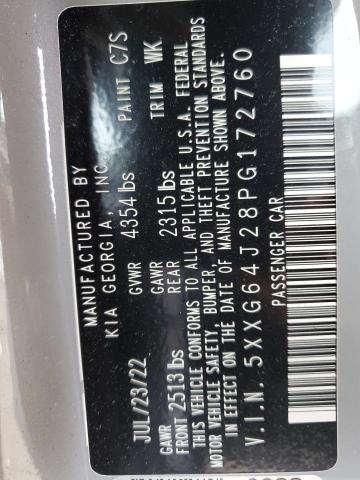 MANUFACTURED BY
KIA GEORGIA, INC.
PAINT C7S
JUL/23/22
GVWR 4354 lbs
TRIM WK
GAWR FRONT 2513 lbs
GAWR REAR 2315 lbs
THIS VEHICLE CONFORMS TO ALL APPLICABLE U.S.A. FEDERAL
MOTOR VEHICLE SAFETY, BUMPER, AND THEFT PREVENTION STANDARDS
IN EFFECT ON THE DATE OF MANUFACTURE SHOWN ABOVE.
V.I.N. 5XXG64J28PG172760
PASSENGER CAR